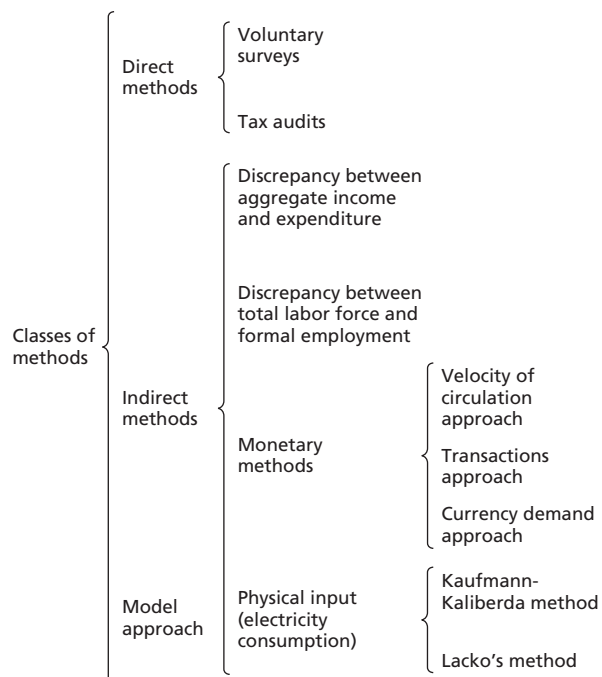 Classes of
methods
Direct
methods
Voluntary
surveys
Tax audits
Indirect
methods
Discrepancy between
aggregate income
and expenditure
Discrepancy between
total labor force and
formal employment
Monetary
methods
Velocity of
circulation
approach
Transactions
approach
Currency demand
approach
Physical input
(electricity
consumption)
Kaufmann-
Kaliberda method
Lacko's method
Model
approach